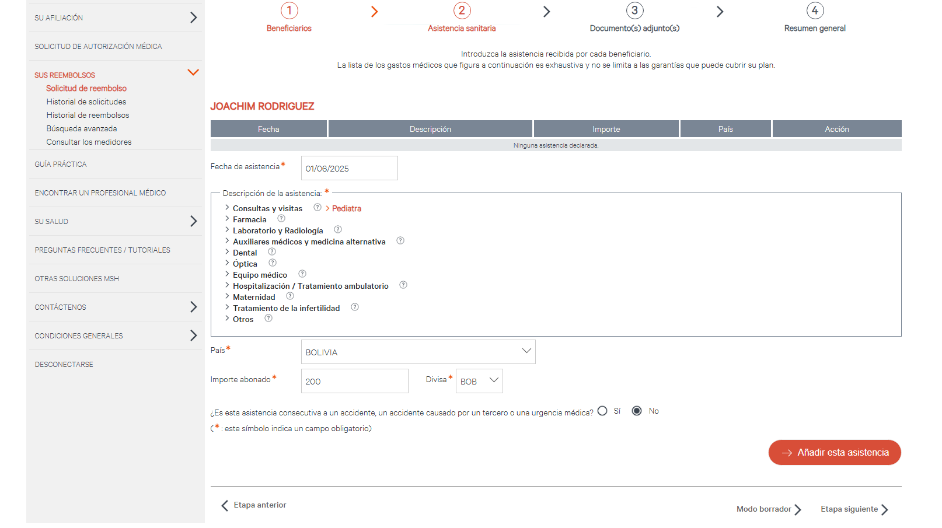 SU AFILIACIÓN
SOLICITUD DE AUTORIZACIÓN MÉDICA
SUS REEMBOLSOS
Solicitud de reembolso
Historial de solicitudes
Historial de reembolsos
Búsqueda avanzada
Consultar los medidores
GUÍA PRÁCTICA
ENCONTRAR UN PROFESIONAL MÉDICO
SU SALUD
PREGUNTAS FRECUENTES / TUTORIALES
OTRAS SOLUCIONES MSH
CONTÁCTENOS
CONDICIONES GENERALES
DESCONECTARSE
1 2 3 4
Beneficiarios Asistencia sanitaria Documento(s) adjunto(s) Resumen general
Introduzca la asistencia recibida por cada beneficiario.
La lista de los gastos médicos que figura a continuación es exhaustiva y no se limita a las garantías que puede cubrir su plan.
JOACHIM RODRIGUEZ
Fecha Descripción Importe País Acción
Ninguna asistencia declarada.
Fecha de asistencia * 01/06/2025
Descripción de la asistencia: *
> Consultas y visitas ? > Pediatra
> Farmacia ?
> Laboratorio y Radiología ?
> Auxiliares médicos y medicina alternativa ?
> Dental ?
> Óptica ?
> Equipo médico ?
> Hospitalización / Tratamiento ambulatorio ?
> Maternidad ?
> Tratamiento de la infertilidad ?
> Otros ?
País * BOLIVIA
Importe abonado * 200 Divisa * BOB
¿Es esta asistencia consecutiva a un accidente, un accidente causado por un tercero o una urgencia médica? Sí No
( * este símbolo indica un campo obligatorio)
→ Añadir esta asistencia
Etapa anterior
Modo borrador Etapa siguiente